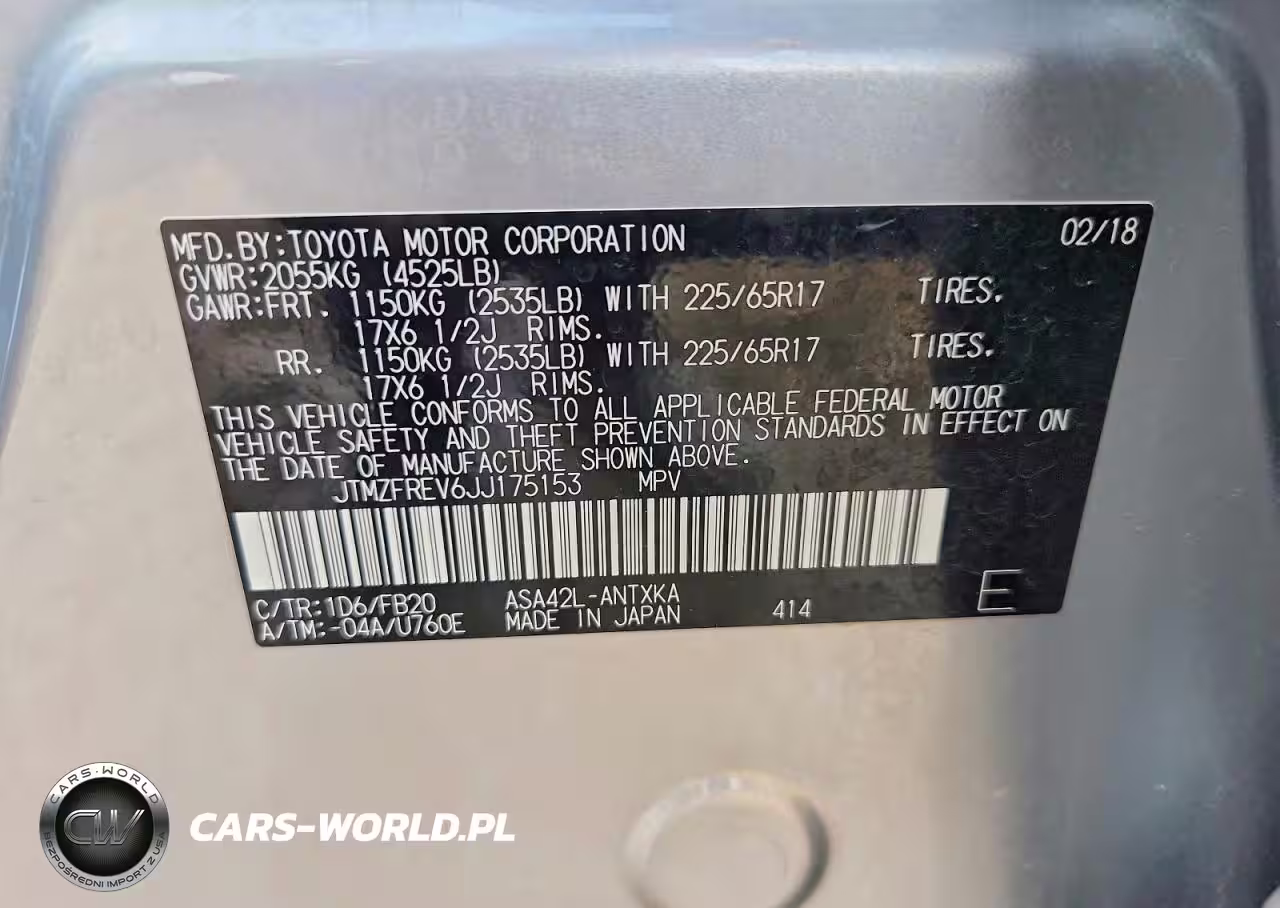 MFD.BY:TOYOTA MOTOR CORPORATION 02/18
GVWR:2055KG (4525LB)
GAWR:FRT. 1150KG (2535LB) WITH 225/65R17 TIRES.
17X6 1/2J RIMS.
RR. 1150KG (2535LB) WITH 225/65R17 TIRES.
17X6 1/2J RIMS.
THIS VEHICLE CONFORMS TO ALL APPLICABLE FEDERAL MOTOR
VEHICLE SAFETY AND THEFT PREVENTION STANDARDS IN EFFECT ON
THE DATE OF MANUFACTURE SHOWN ABOVE.
JTMZFREV6JJ175153 MPV
C/TR:1D6/FB20 ASA42L-ANTXKA
A/TM:-04A/U760E MADE IN JAPAN 414 E
CARS-WORLD
CW
BEZPOŚREDNI IMPORT Z USA
CARS-WORLD.PL